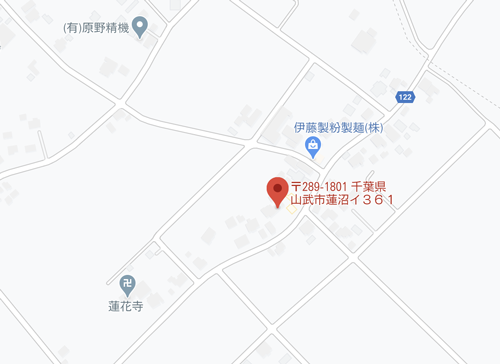 (有)原野精機
122
伊藤製粉製麺(株)
〒289-1801 千葉県
山武市蓮沼イ３６１
卍
蓮花寺